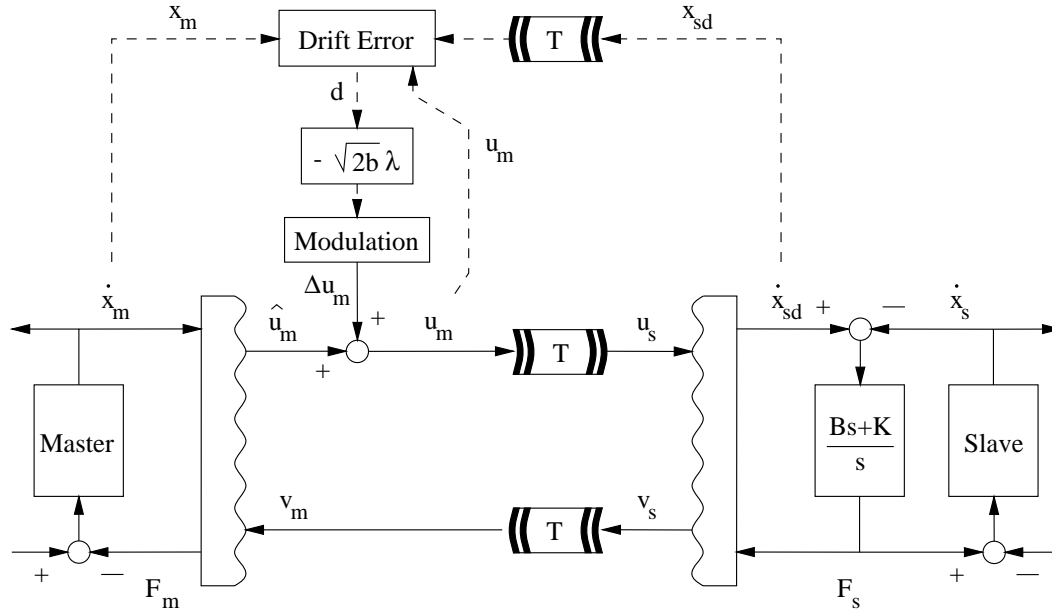 x_m
T
x_sd
Drift Error
d
- √2b λ
u_m
Modulation
Δu_m
ẋ_m
û_m
+
+
u_m
T
u_s
ẋ_sd
+
—
ẋ_s
Master
Bs+K
s
Slave
v_m
T
v_s
+
—
F_m
F_s
+
—